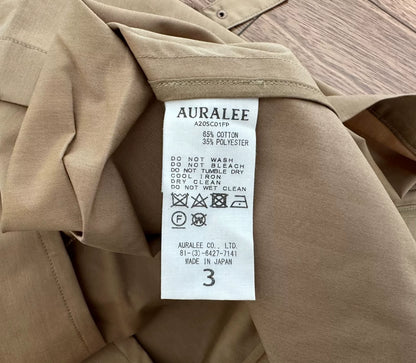 AURALEE
A20SC01FP
65% COTTON
35% POLYESTER
DO NOT WASH
DO NOT BLEACH
DO NOT TUMBLE DRY
COOL IRON
DRY CLEAN
DO NOT WET CLEAN
F W
AURALEE CO., LTD.
81-(3)-6427-7141
MADE IN JAPAN
3